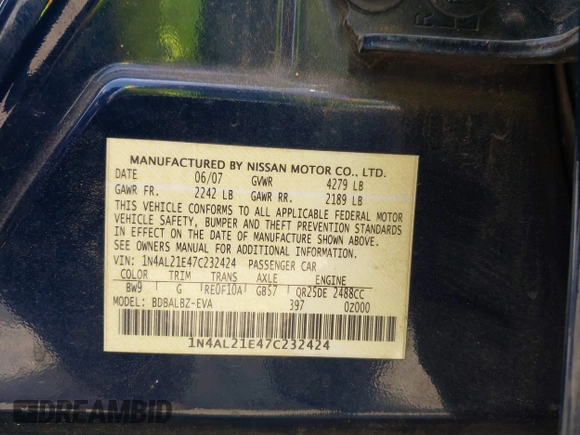 MANUFACTURED BY NISSAN MOTOR CO., LTD.
DATE 06/07 GVWR 4279 LB
GAWR FR. 2242 LB GAWR RR. 2189 LB
THIS VEHICLE CONFORMS TO ALL APPLICABLE FEDERAL MOTOR
VEHICLE SAFETY, BUMPER AND THEFT PREVENTION STANDARDS
IN EFFECT ON THE DATE OF MANUFACTURE SHOWN ABOVE.
SEE OWNERS MANUAL FOR ADDITIONAL INFORMATION.
VIN: 1N4AL21E47C232424 PASSENGER CAR
COLOR TRIM TRANS AXLE ENGINE
BW9 G RE0F10A GB57 QR25DE 2488CC
MODEL: BDBALBZ-EVA 397 0Z000
1N4AL21E47C232424
DREAMBID